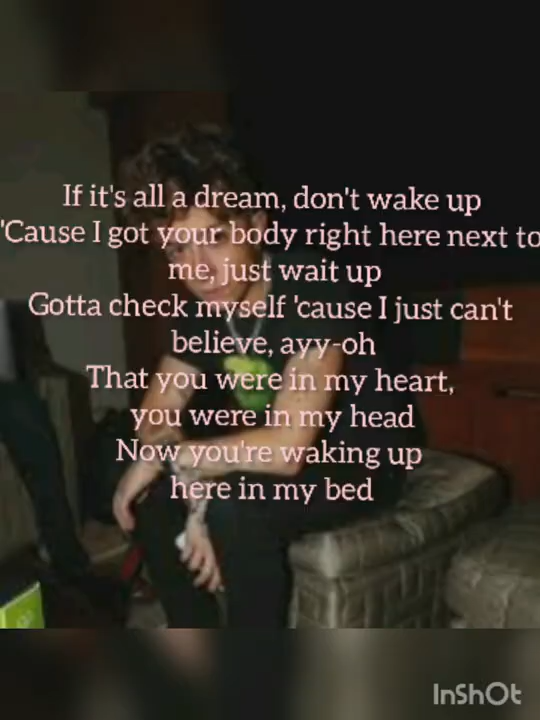 If it's all a dream, don't wake up
'Cause I got your body right here next to
me, just wait up
Gotta check myself 'cause I just can't
believe, ayy-oh
That you were in my heart,
you were in my head
Now you're waking up
here in my bed
InShOt